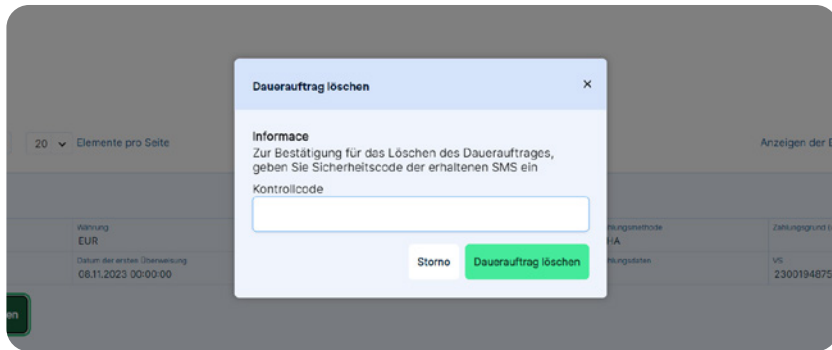 Dauerauftrag löschen ×
Informace
Zur Bestätigung für das Löschen des Dauerauftrages,
geben Sie Sicherheitscode der erhaltenen SMS ein
Kontrollcode
Storno Dauerauftrag löschen
20 Elemente pro Seite
Anzeigen der
Währung
EUR
Zahlungsgrund
Datum der ersten Überweisung
08.11.2023 00:00:00
VS
2300194875
en